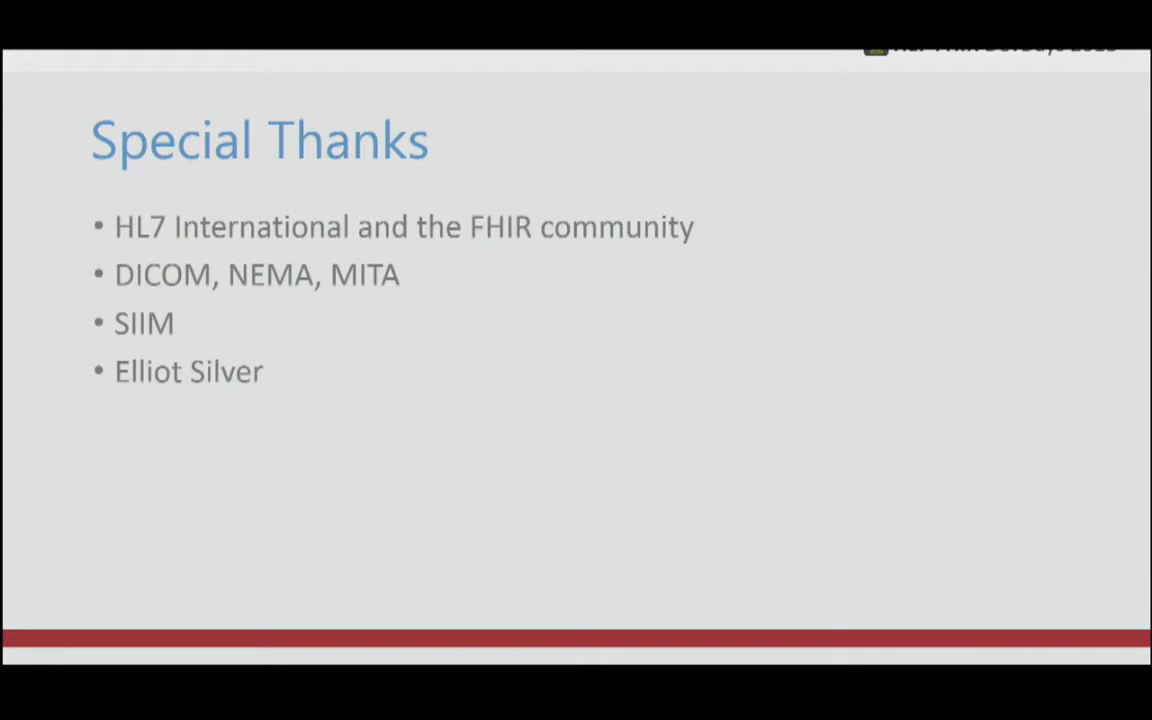 Special Thanks
• HL7 International and the FHIR community
• DICOM, NEMA, MITA
• SIIM
• Elliot Silver